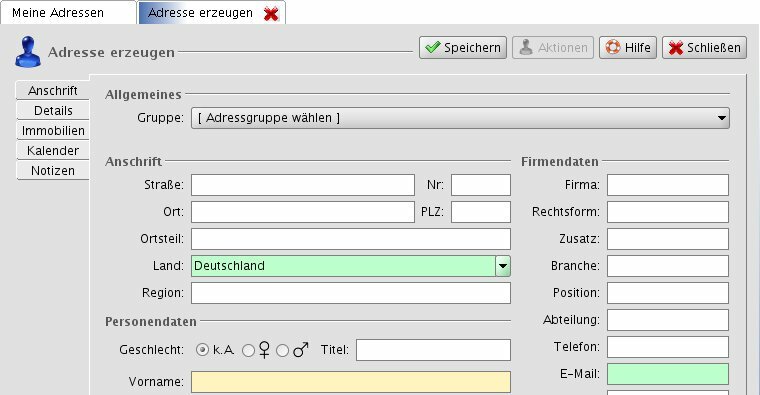 Meine Adressen Adresse erzeugen
Adresse erzeugen Speichern Aktionen Hilfe Schließen
Anschrift
Details
Immobilien
Kalender
Notizen
Allgemeines
Gruppe: [ Adressgruppe wählen ]
Anschrift
Straße: Nr:
Ort: PLZ:
Ortsteil:
Land: Deutschland
Region:
Personendaten
Geschlecht: k.A. ♀ ♂ Titel:
Vorname:
Firmendaten
Firma:
Rechtsform:
Zusatz:
Branche:
Position:
Abteilung:
Telefon:
E-Mail: